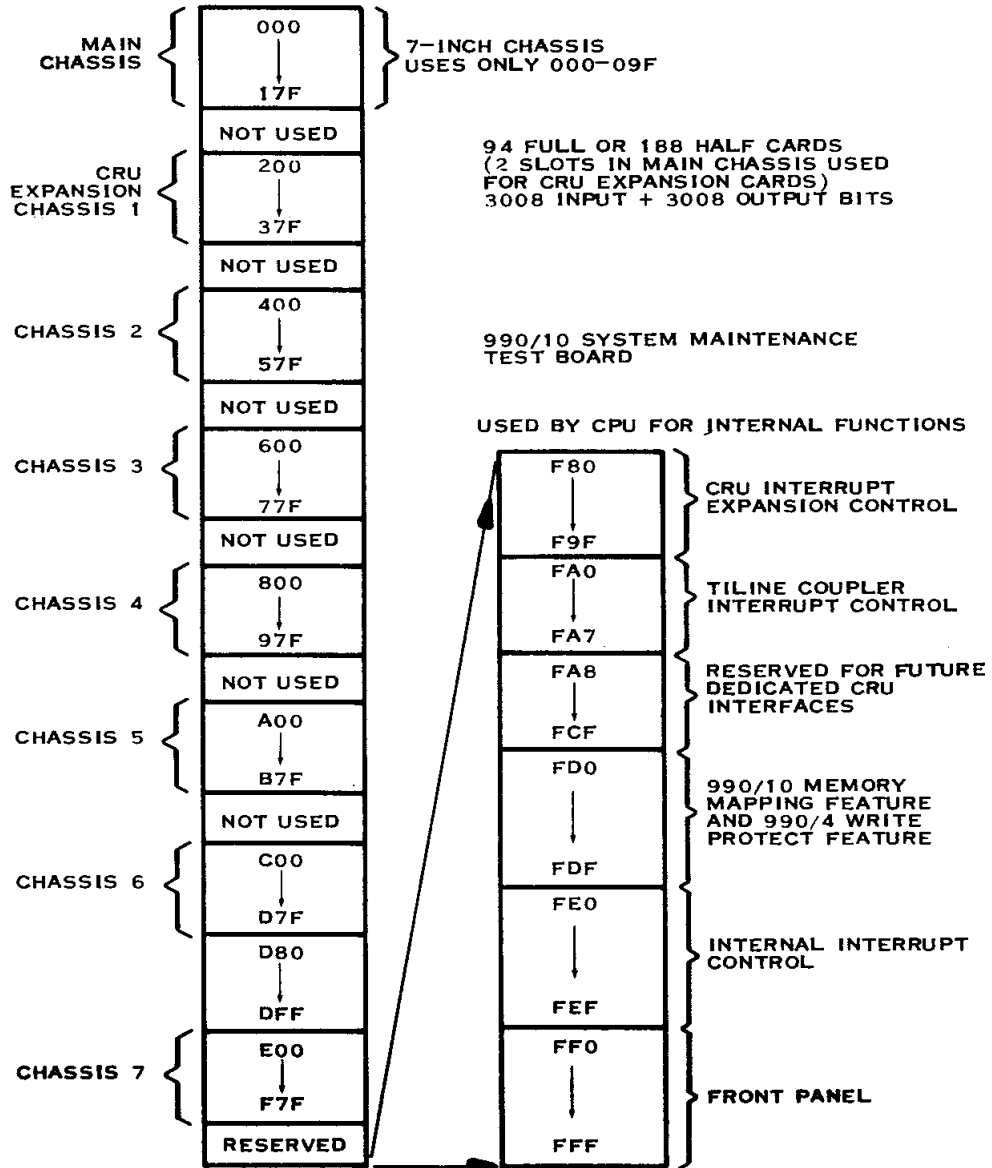 MAIN
CHASSIS
000
17F
7-INCH CHASSIS
USES ONLY 000-09F
NOT USED
CRU
EXPANSION
CHASSIS 1
200
37F
94 FULL OR 188 HALF CARDS
(2 SLOTS IN MAIN CHASSIS USED
FOR CRU EXPANSION CARDS)
3008 INPUT + 3008 OUTPUT BITS
NOT USED
CHASSIS 2
400
57F
990/10 SYSTEM MAINTENANCE
TEST BOARD
NOT USED
CHASSIS 3
600
77F
NOT USED
CHASSIS 4
800
97F
NOT USED
CHASSIS 5
A00
B7F
NOT USED
CHASSIS 6
C00
D7F
D80
DFF
CHASSIS 7
E00
F7F
RESERVED
USED BY CPU FOR INTERNAL FUNCTIONS
F80
F9F
CRU INTERRUPT
EXPANSION CONTROL
FA0
FA7
TILINE COUPLER
INTERRUPT CONTROL
FA8
FCF
RESERVED FOR FUTURE
DEDICATED CRU
INTERFACES
FD0
FDF
990/10 MEMORY
MAPPING FEATURE
AND 990/4 WRITE
PROTECT FEATURE
FE0
FEF
INTERNAL INTERRUPT
CONTROL
FF0
FFF
FRONT PANEL